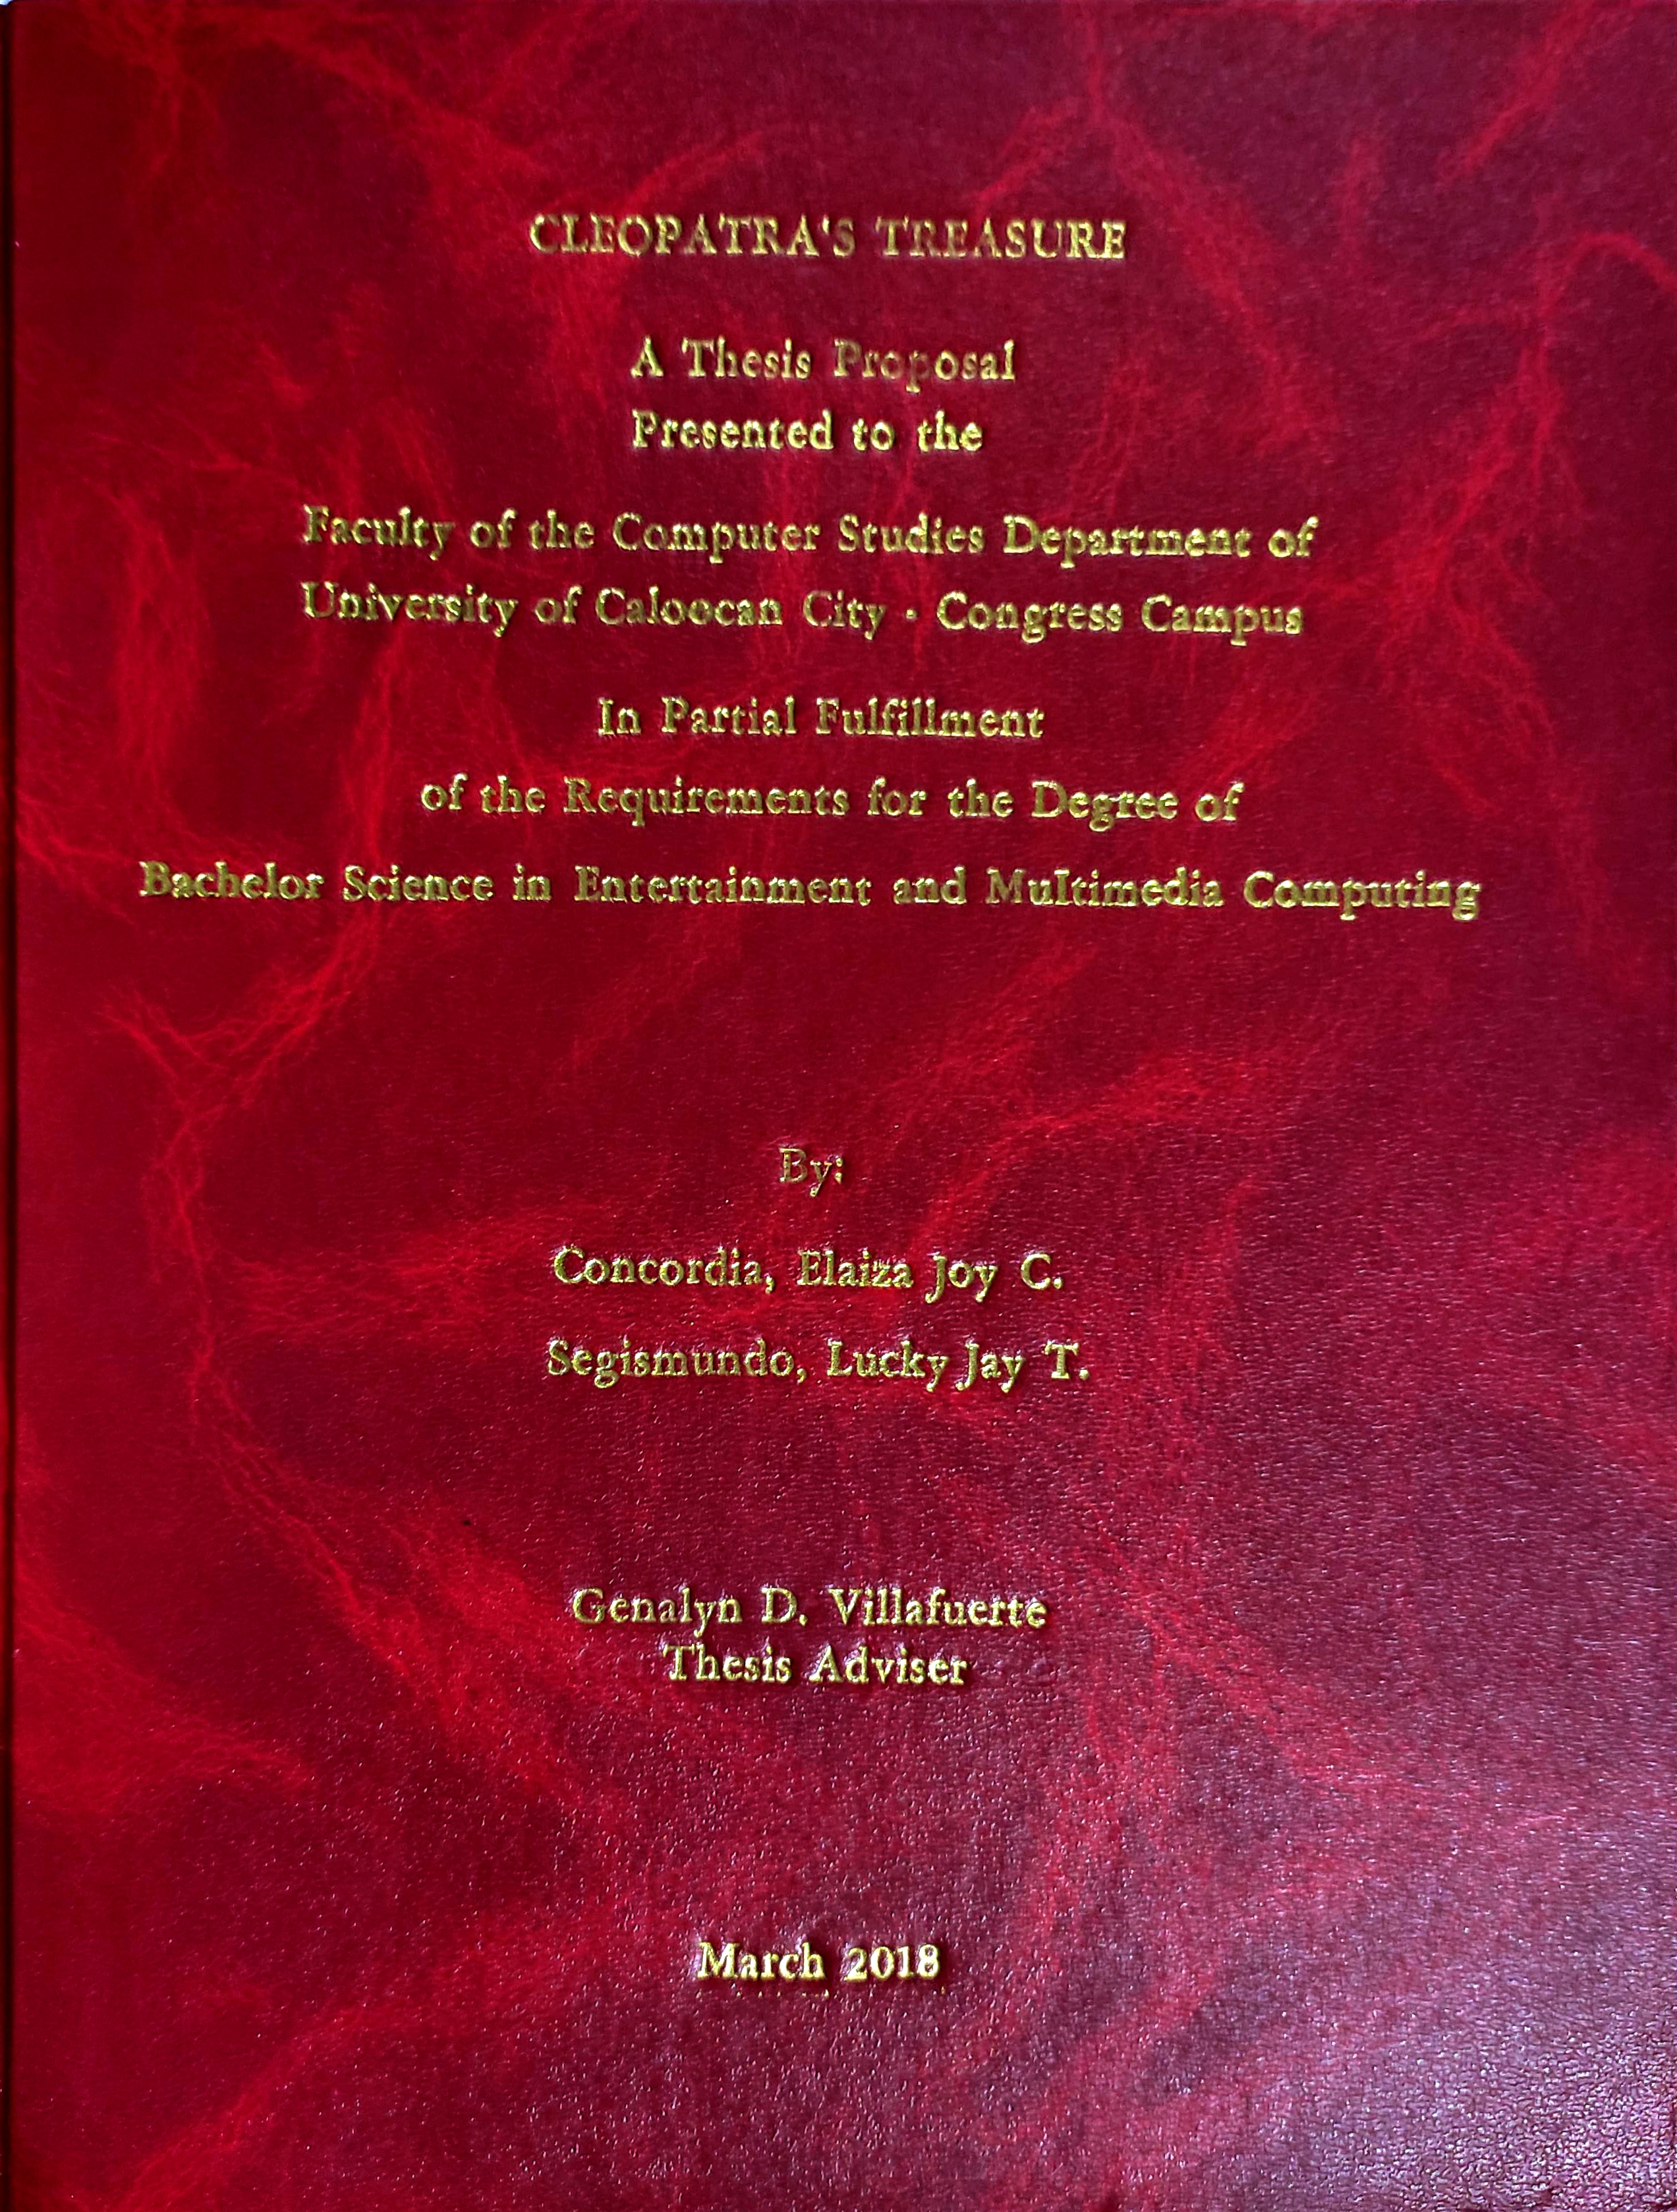 CLEOPATRA'S TREASURE
A Thesis Proposal
Presented to the
Faculty of the Computer Studies Department of
University of Caloocan City - Congress Campus
In Partial Fulfillment
of the Requirements for the Degree of
Bachelor Science in Entertainment and Multimedia Computing
By:
Concordia, Elaiza Joy C.
Segismundo, Lucky Jay T.
Genalyn D. Villafuerte
Thesis Adviser
March 2018